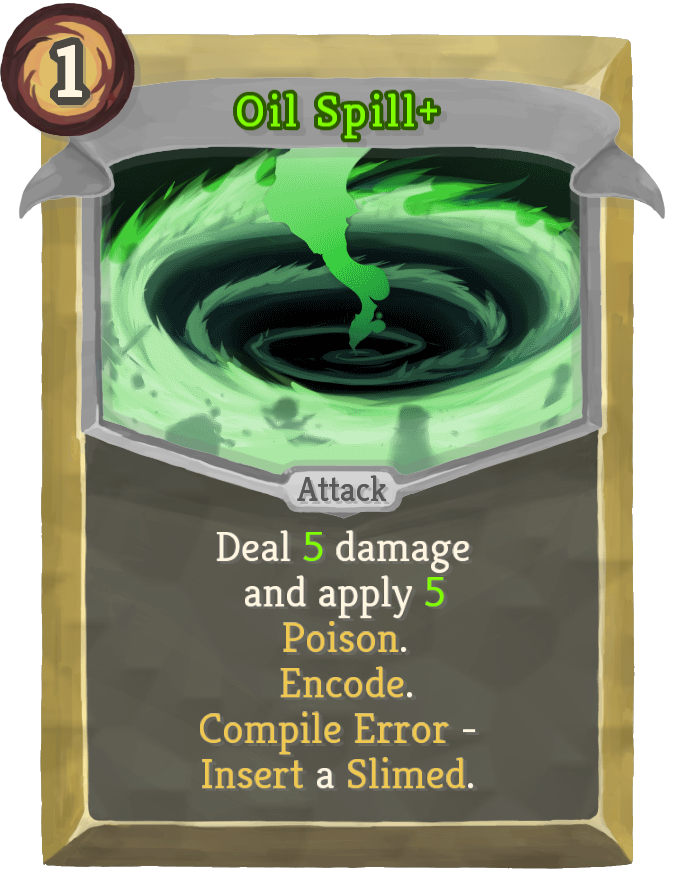 1
Oil Spill+
Attack
Deal 5 damage
and apply 5
Poison.
Encode.
Compile Error -
Insert a Slimed.